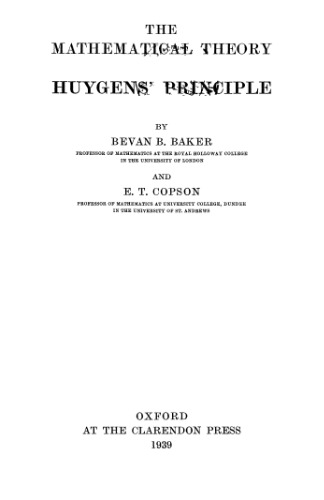 THE
MATHEMATICAL THEORY
HUYGENS' PRINCIPLE
BY
BEVAN B. BAKER
PROFESSOR OF MATHEMATICS AT THE ROYAL HOLLOWAY COLLEGE
IN THE UNIVERSITY OF LONDON
AND
E. T. COPSON
PROFESSOR OF MATHEMATICS AT UNIVERSITY COLLEGE, DUNDEE
IN THE UNIVERSITY OF ST. ANDREWS
OXFORD
AT THE CLARENDON PRESS
1939